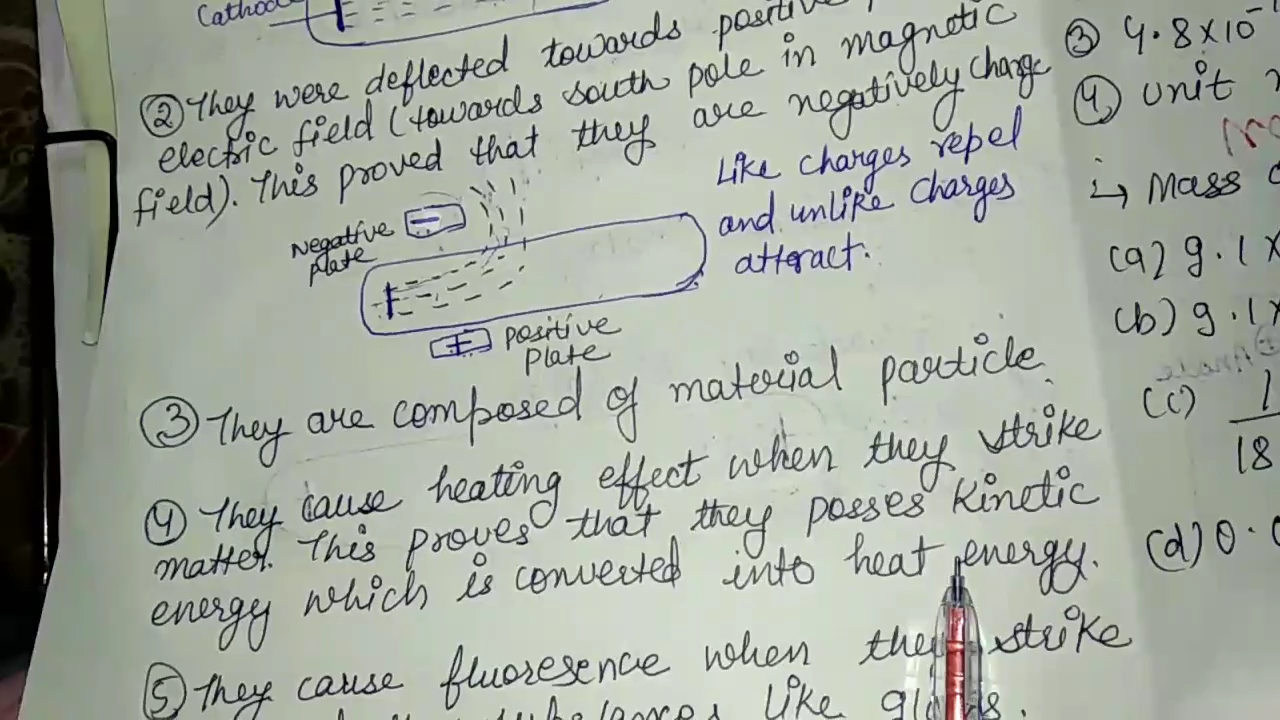 Cathode
② They were deflected towards positive
electric field (towards south pole in magnetic
field). This proved that they are negatively charge
Like charges repel
and unlike charges
attract.
Negative
plate
-
+
positive
plate
③ They are composed of material particle
④ They cause heating effect when they strike
matter. This proves that they posses Kinetic
energy which is converted into heat energy.
⑤ They cause fluoresence when they strike
like
③ 4.8×10⁻
④ unit
↳ Mass
(a) 9.1×
(b) 9.1×
(c) 1
18
(d) 0.